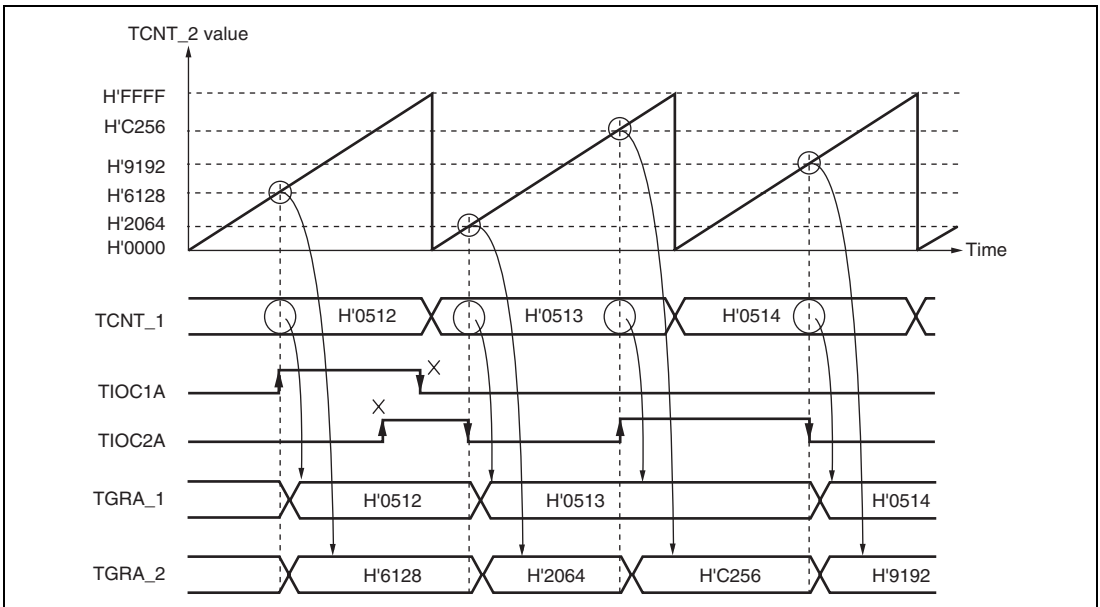 TCNT_2 value
H'FFFF
H'C256
H'9192
H'6128
H'2064
H'0000
Time
TCNT_1 H'0512 H'0513 H'0514
TIOC1A
TIOC2A
TGRA_1 H'0512 H'0513 H'0514
TGRA_2 H'6128 H'2064 H'C256 H'9192